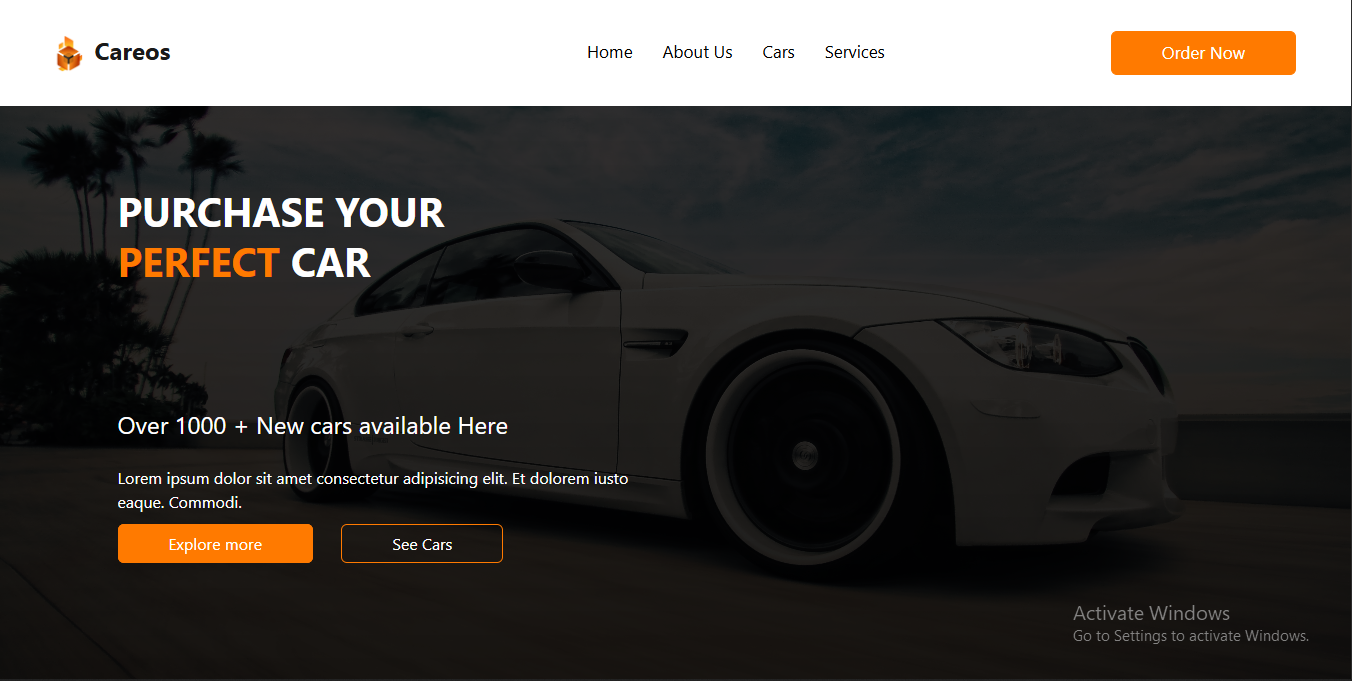 Careos
Home
About Us
Cars
Services
Order Now
PURCHASE YOUR
PERFECT CAR
Over 1000 + New cars available Here
Lorem ipsum dolor sit amet consectetur adipisicing elit. Et dolorem iusto
eaque. Commodi.
Explore more
See Cars
Activate Windows
Go to Settings to activate Windows.